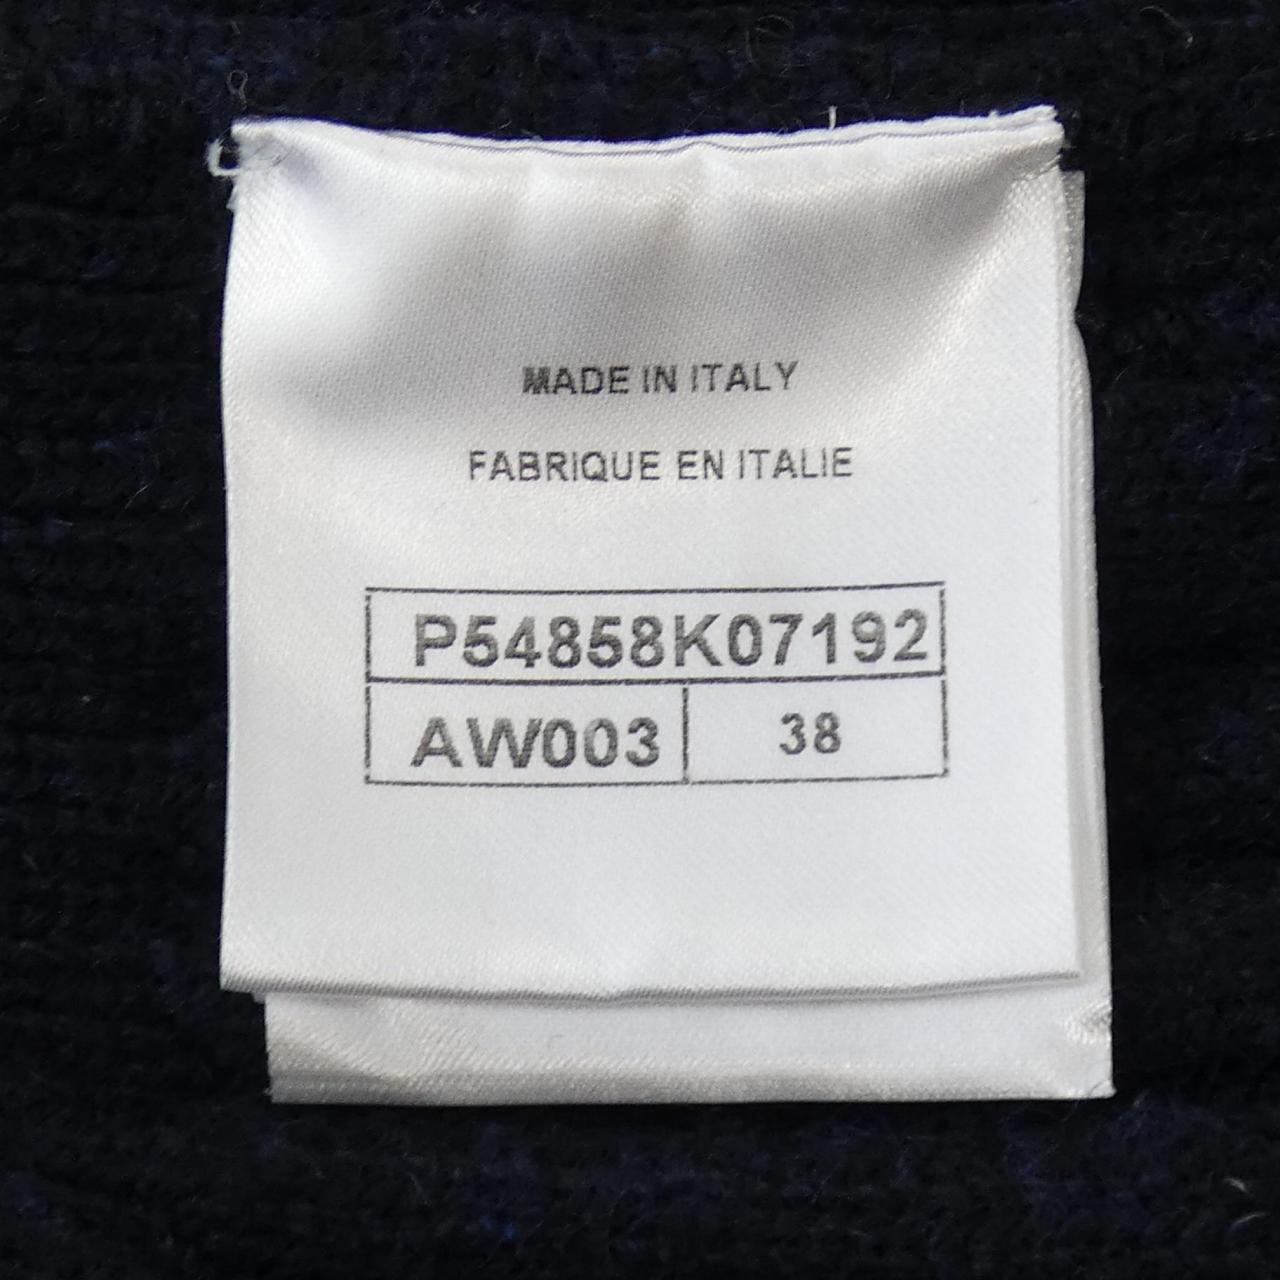 MADE IN ITALY
FABRIQUE EN ITALIE
P54858K07192
AW003 38